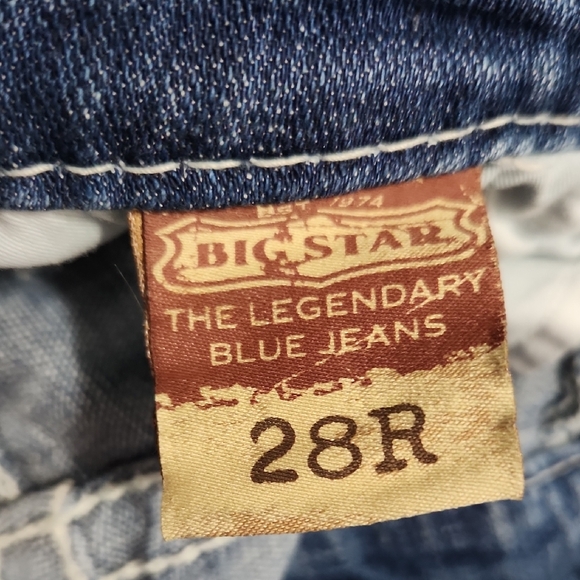 EST. 1974
BIG STAR
THE LEGENDARY
BLUE JEANS
28R